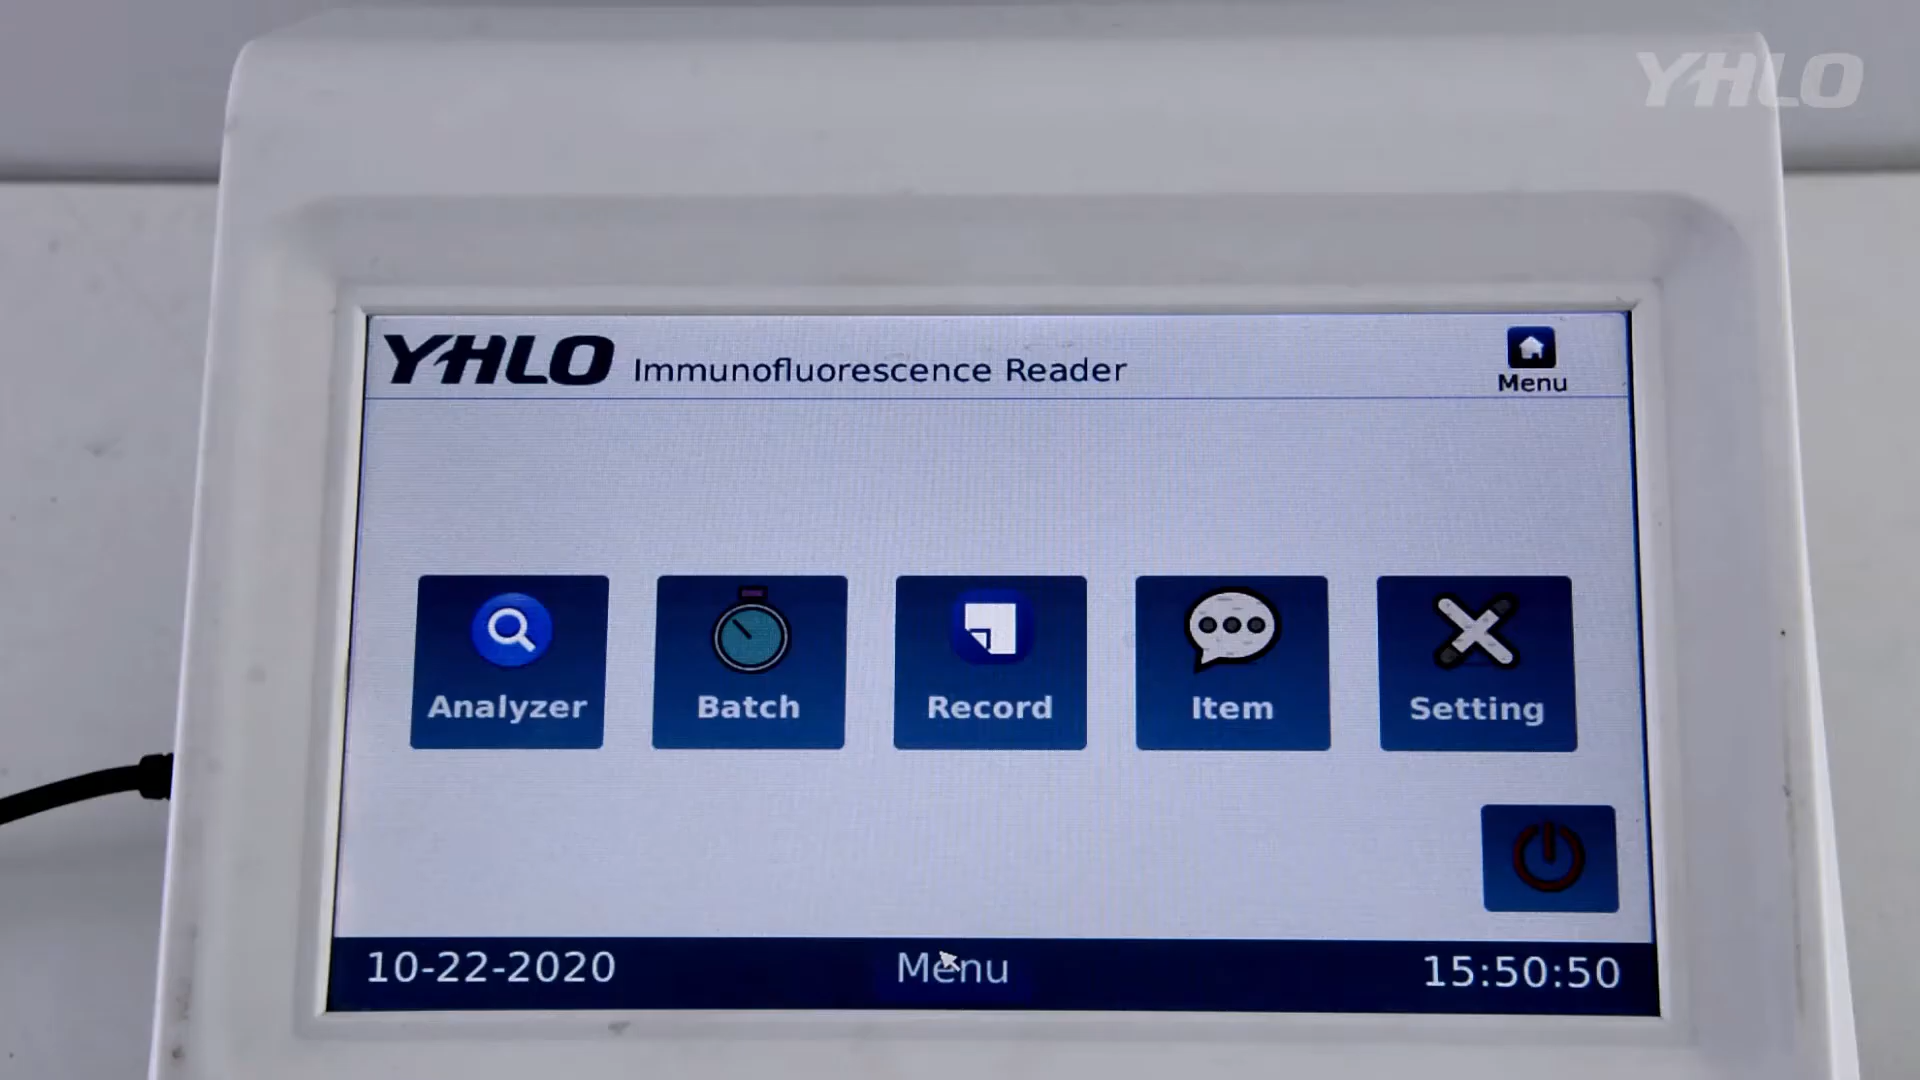 YHLO
YHLO Immunofluorescence Reader
Menu
Analyzer
Batch
Record
Item
Setting
10-22-2020
Menu
15:50:50